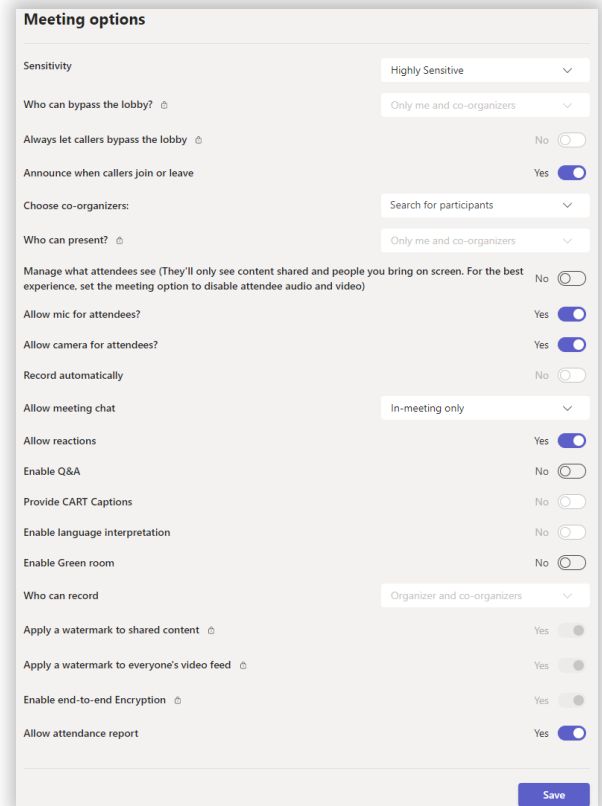 Meeting options
Sensitivity
Highly Sensitive
Who can bypass the lobby?
Only me and co-organizers
Always let callers bypass the lobby
No
Announce when callers join or leave
Yes
Choose co-organizers:
Search for participants
Who can present?
Only me and co-organizers
Manage what attendees see (They'll only see content shared and people you bring on screen. For the best
experience, set the meeting option to disable attendee audio and video)
No
Allow mic for attendees?
Yes
Allow camera for attendees?
Yes
Record automatically
No
Allow meeting chat
In-meeting only
Allow reactions
Yes
Enable Q&A
No
Provide CART Captions
No
Enable language interpretation
No
Enable Green room
No
Who can record
Organizer and co-organizers
Apply a watermark to shared content
Yes
Apply a watermark to everyone's video feed
Yes
Enable end-to-end Encryption
Yes
Allow attendance report
Yes
Save